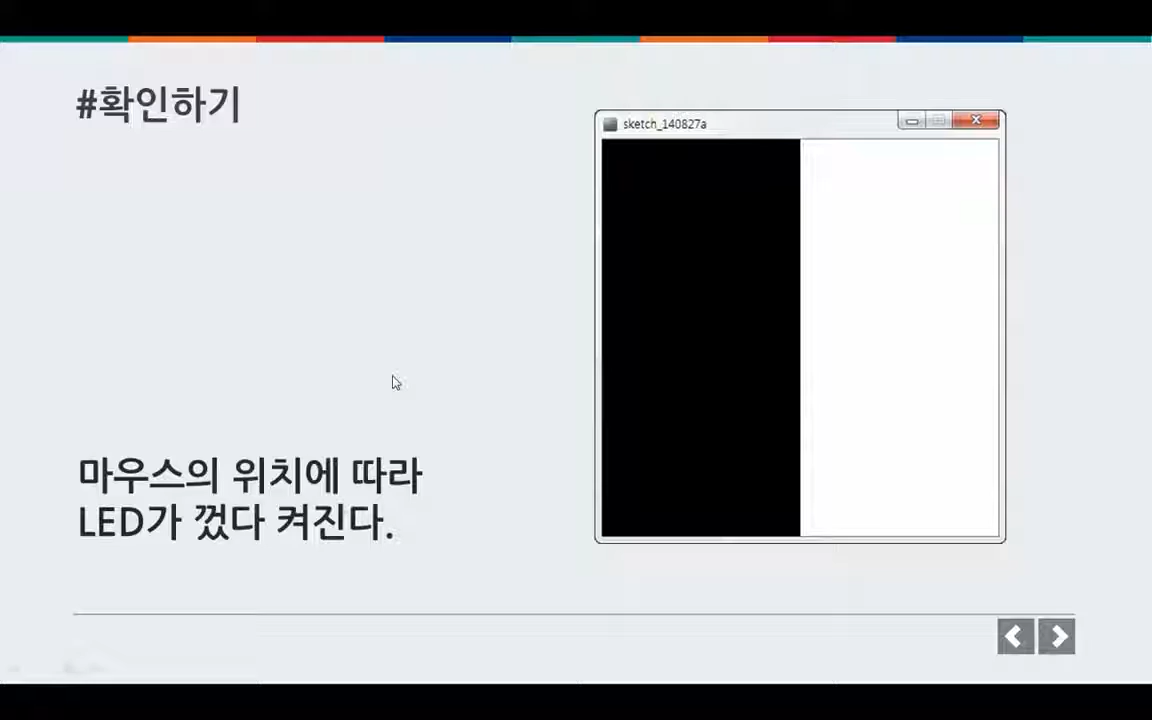 #확인하기
sketch_140827a
마우스의 위치에 따라
LED가 껐다 켜진다.